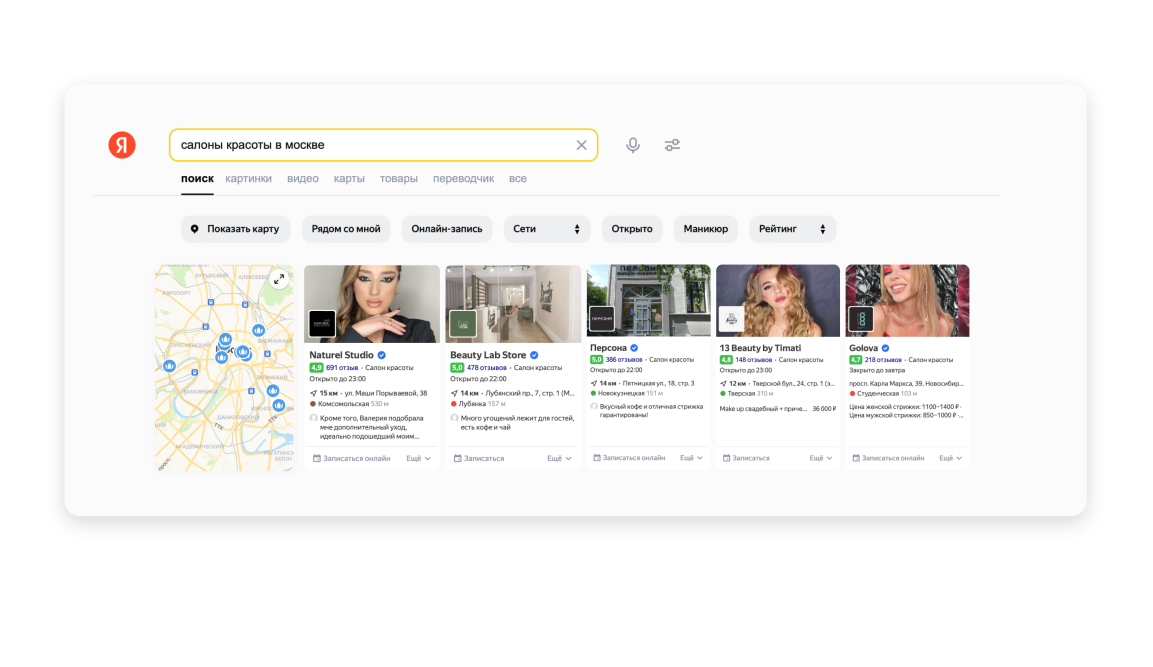 Я
салоны красоты в москве
поиск картинки видео карты товары переводчик все
Показать карту Рядом со мной Онлайн-запись Сети Открыто Маникюр Рейтинг
АЭРОПОРТ
БУТЫРСКИЙ
АКАДЕМИЧЕСКИЙ
ТТК
ТТК
Naturel Studio
4,9 691 отзыв · Салон красоты
Открыто до 23:00
15 км · ул. Маши Порываевой, 38
Комсомольская 530 м
Кроме того, Валерия подобрала
мне дополнительный уход,
идеально подошедший моим...
Записаться онлайн Ещё
Beauty Lab Store
5,0 478 отзывов · Салон красоты
Открыто до 22:00
14 км · Лубянский пр., 7, стр. 1 (М...
Лубянка 157 м
Много угощений лежит для гостей,
есть кофе и чай
Записаться Ещё
ПЕРСОНА
ПЕРСОНА
Персона
5,0 386 отзывов · Салон красоты
Открыто до 22:00
14 км · Пятницкая ул., 18, стр. 3
Новокузнецкая 151 м
Вкусный кофе и отличная стрижка
гарантированы!
Записаться онлайн Ещё
13 Beauty by Timati
4,8 148 отзывов · Салон красоты
Открыто до 23:00
12 км · Тверской бул., 24, стр. 1 (э...
Тверская 310 м
Make up свадебный + приче... 36 000 ₽
Записаться Ещё
Golova
4,7 218 отзывов · Салон красоты
Закрыто до завтра
просп. Карла Маркса, 39, Новосибир...
Студенческая 103 м
Цена женской стрижки: 1100–1400 ₽ ·
Цена мужской стрижки: 850–1000 ₽ · ...
Записаться онлайн Ещё